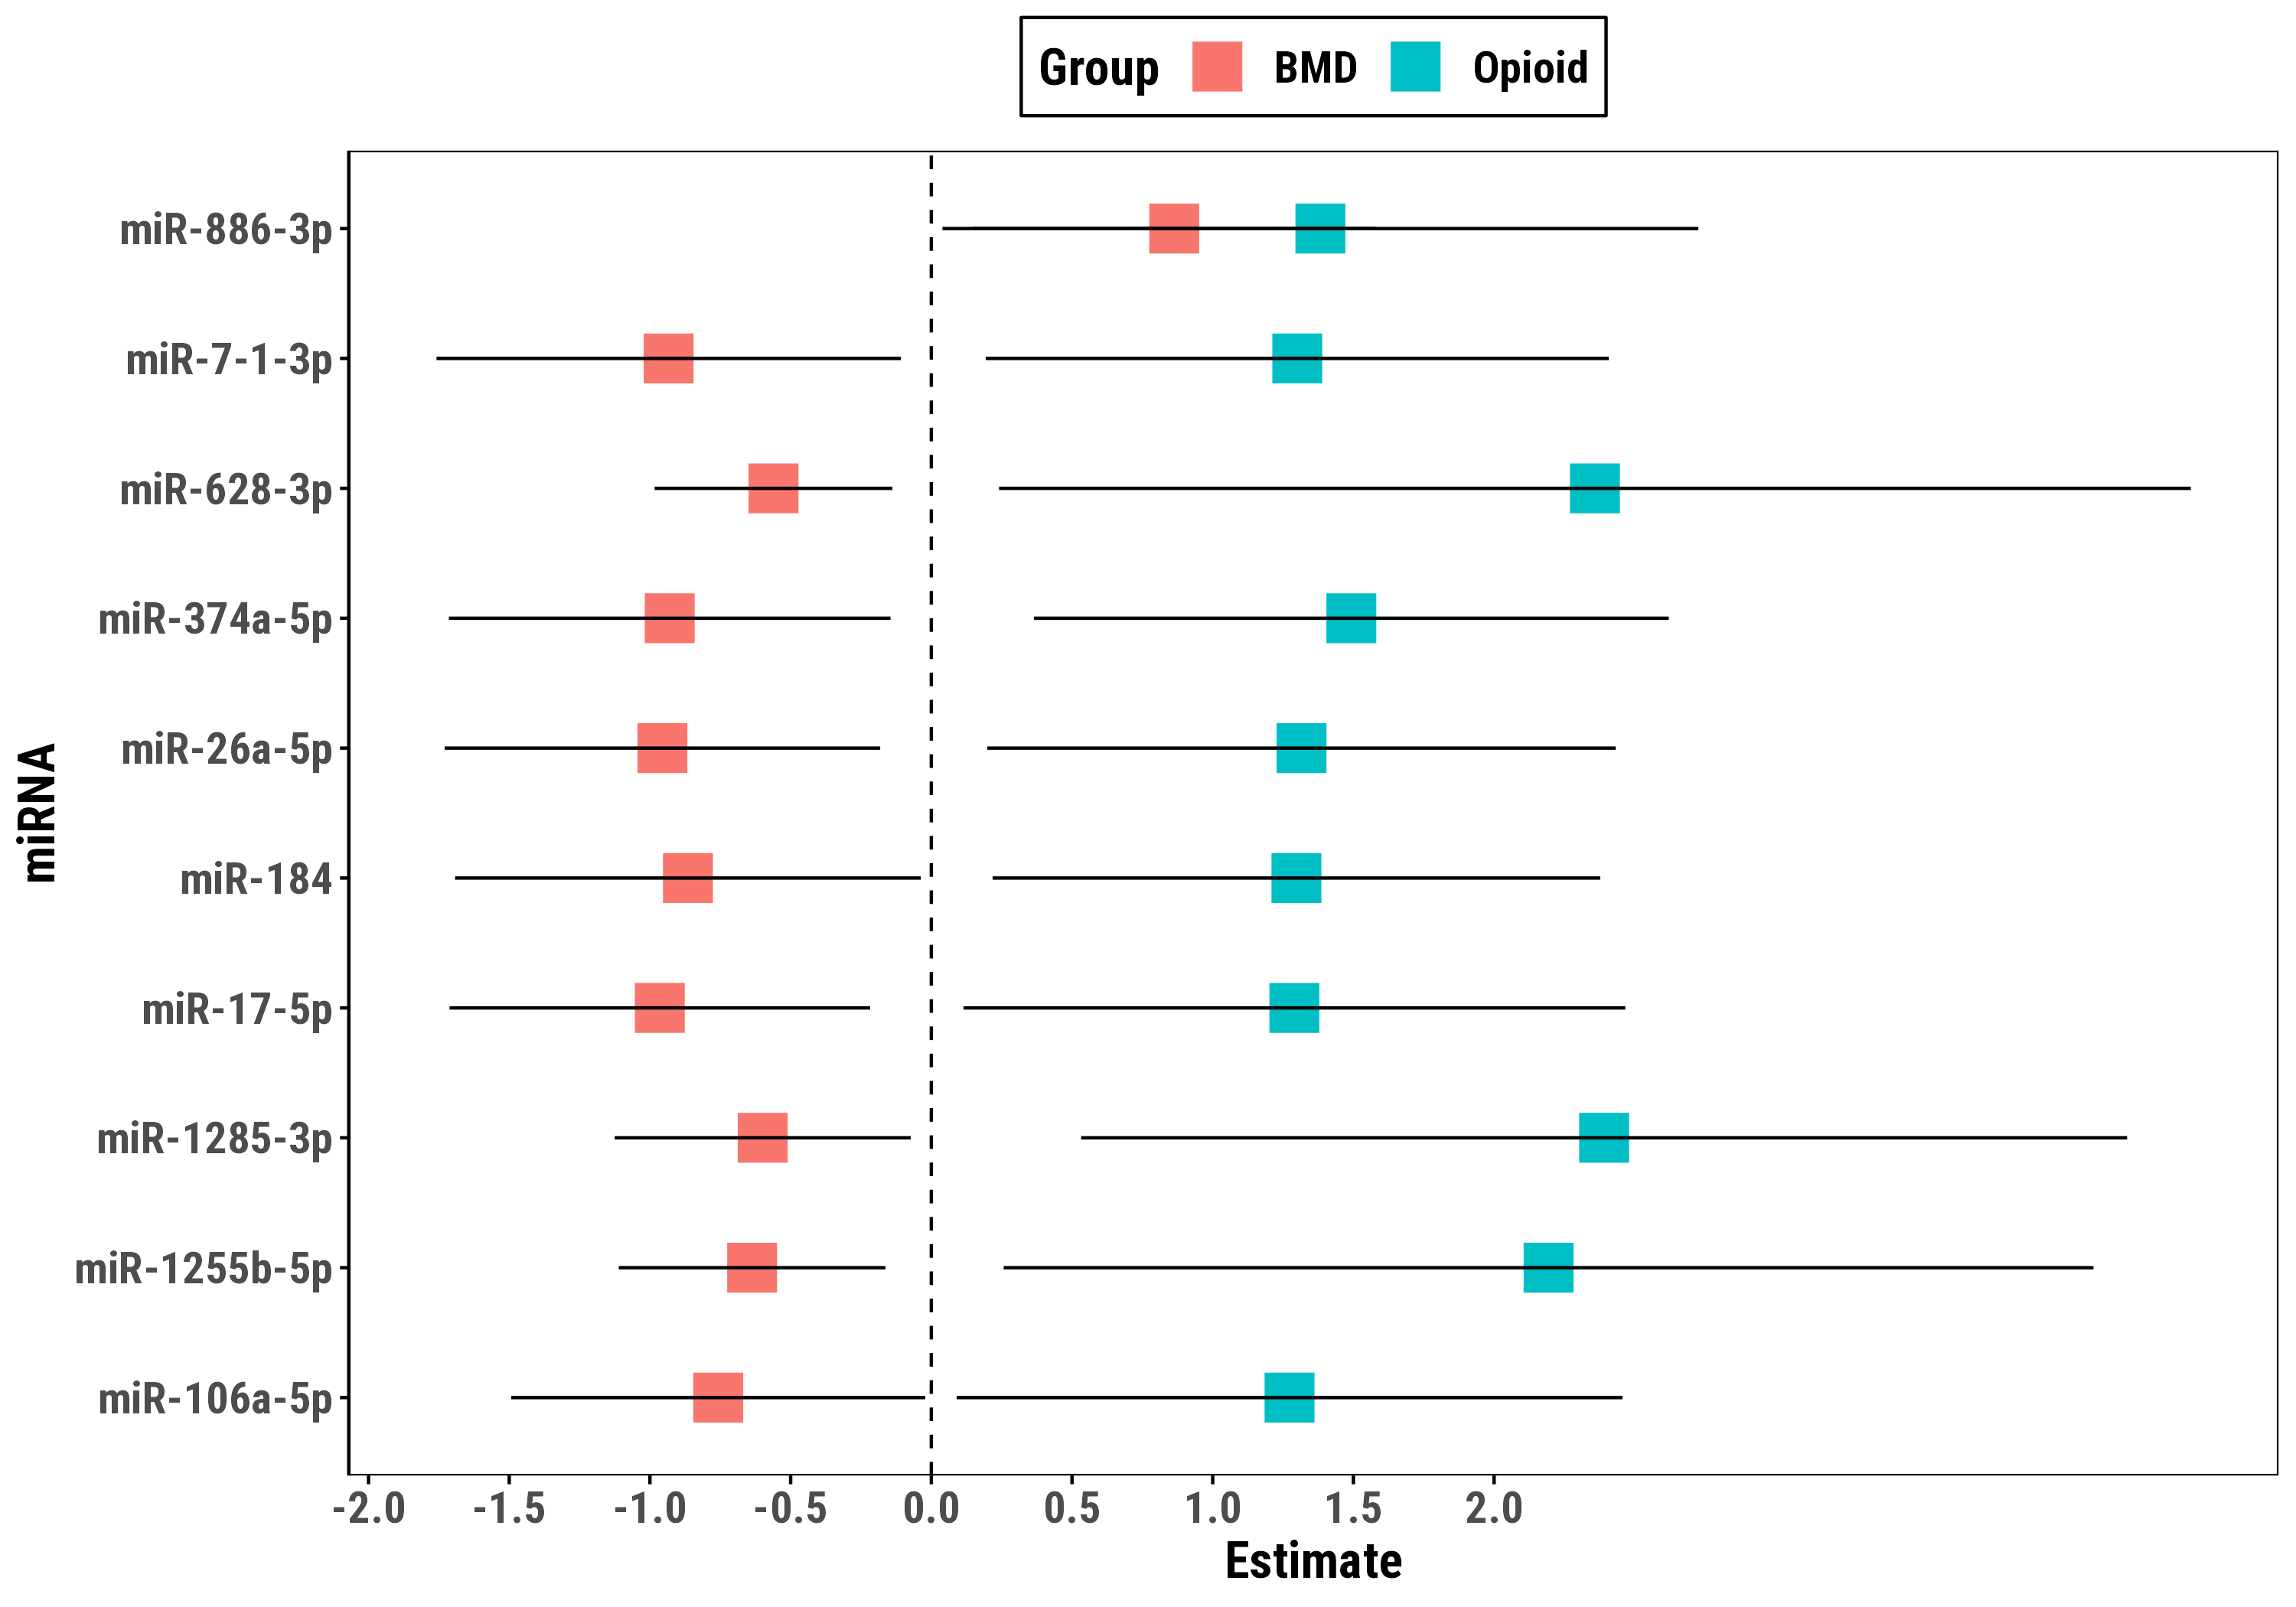 Group BMD Opioid
miR-886-3p
miR-7-1-3p
miR-628-3p
miR-374a-5p
miR-26a-5p
miR-184
miR-17-5p
miR-1285-3p
miR-1255b-5p
miR-106a-5p
miRNA
-2.0 -1.5 -1.0 -0.5 0.0 0.5 1.0 1.5 2.0
Estimate